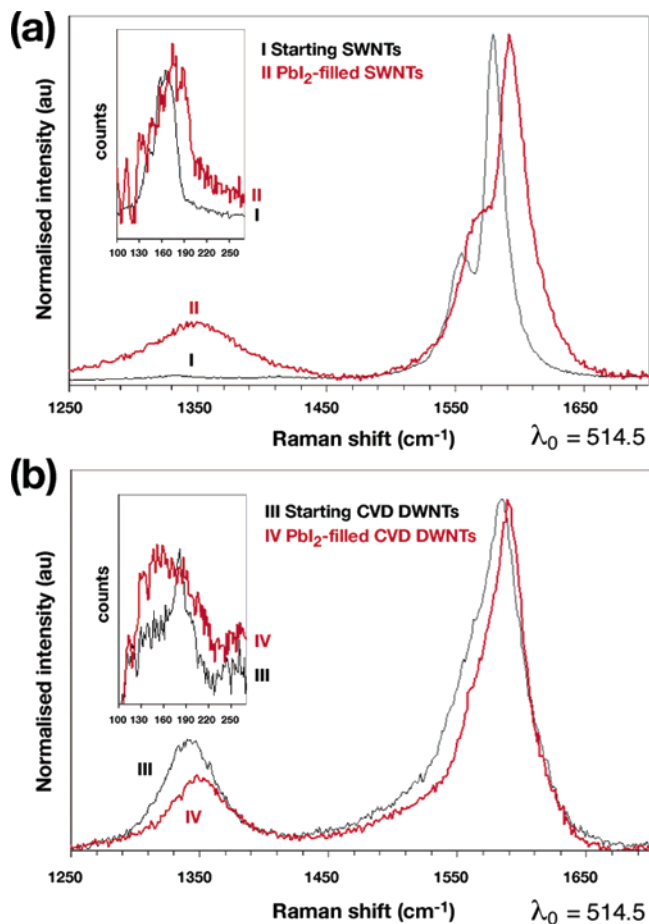 (a)
I Starting SWNTs
II PbI₂-filled SWNTs
counts
II
I
100 130 160 190 220 250
Normalised intensity (au)
II
I
1250 1350 1450 1550 1650
Raman shift (cm⁻¹)
λ₀ = 514.5
(b)
III Starting CVD DWNTs
IV PbI₂-filled CVD DWNTs
counts
IV
III
100 130 160 190 220 250
Normalised intensity (au)
III
IV
1250 1350 1450 1550 1650
Raman shift (cm⁻¹)
λ₀ = 514.5